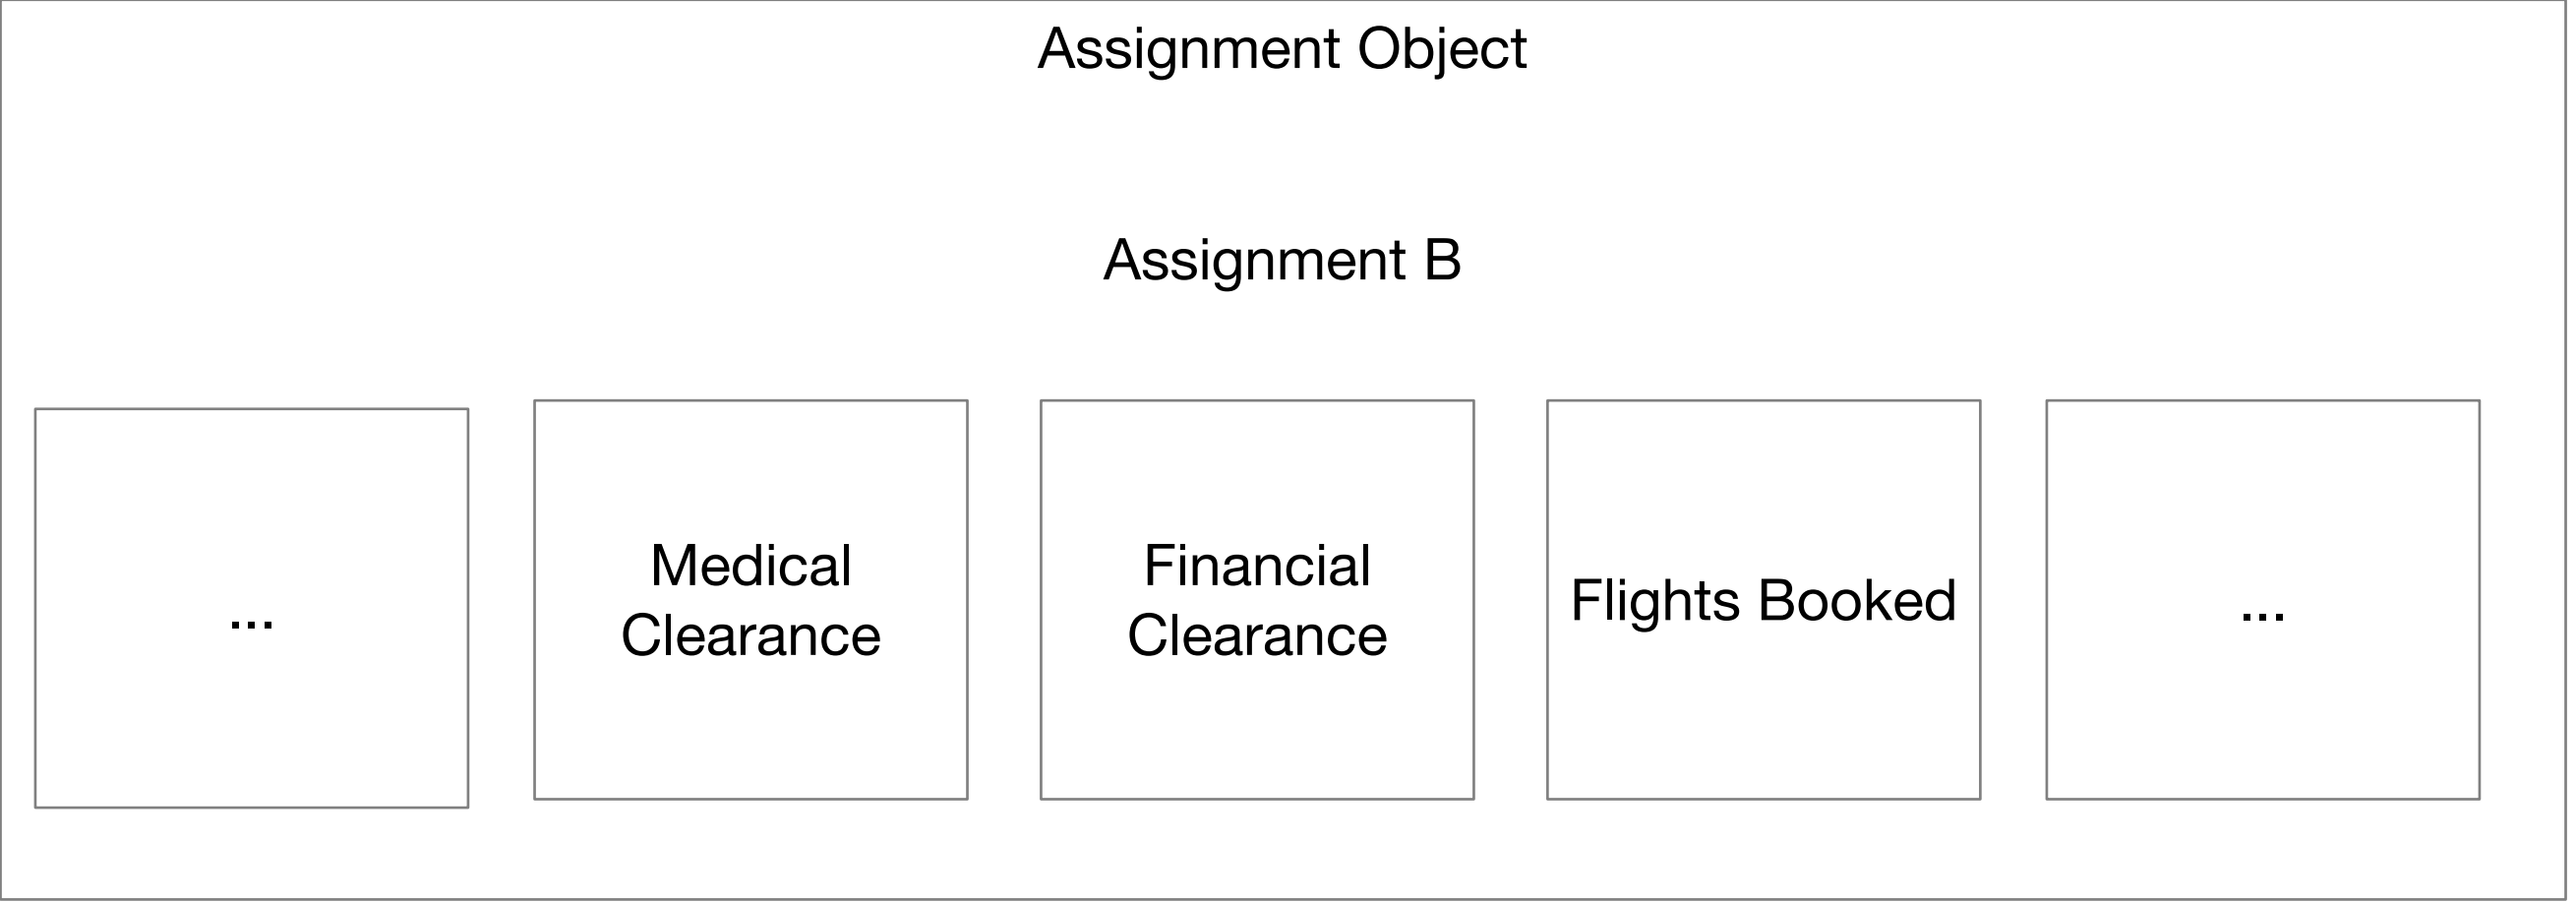 Assignment Object
Assignment B
...
Medical
Clearance
Financial
Clearance
Flights Booked
...